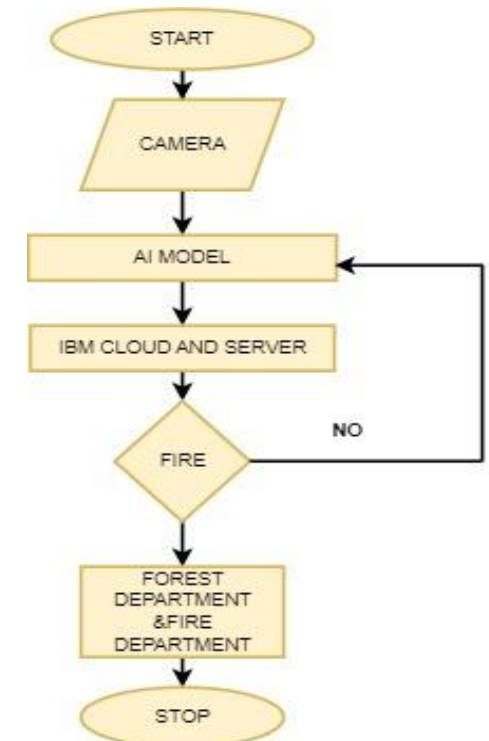 START
CAMERA
AI MODEL
IBM CLOUD AND SERVER
NO
FIRE
FOREST
DEPARTMENT
&FIRE
DEPARTMENT
STOP